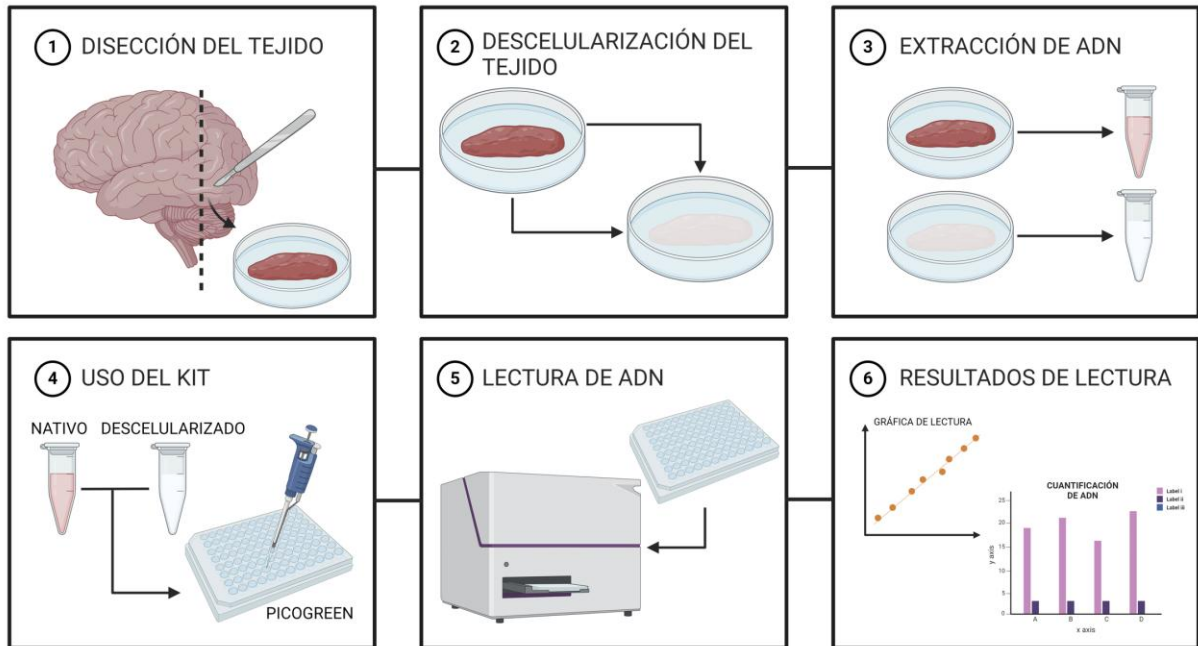 1 DISECCIÓN DEL TEJIDO
2 DESCELULARIZACIÓN DEL
TEJIDO
3 EXTRACCIÓN DE ADN
4 USO DEL KIT
NATIVO DESCELULARIZADO
PICOGREEN
5 LECTURA DE ADN
6 RESULTADOS DE LECTURA
GRÁFICA DE LECTURA
CUANTIFICACIÓN
DE ADN
Label i
Label ii
Label iii
y axis
25
20
15
10
5
0
A B C D
x axis